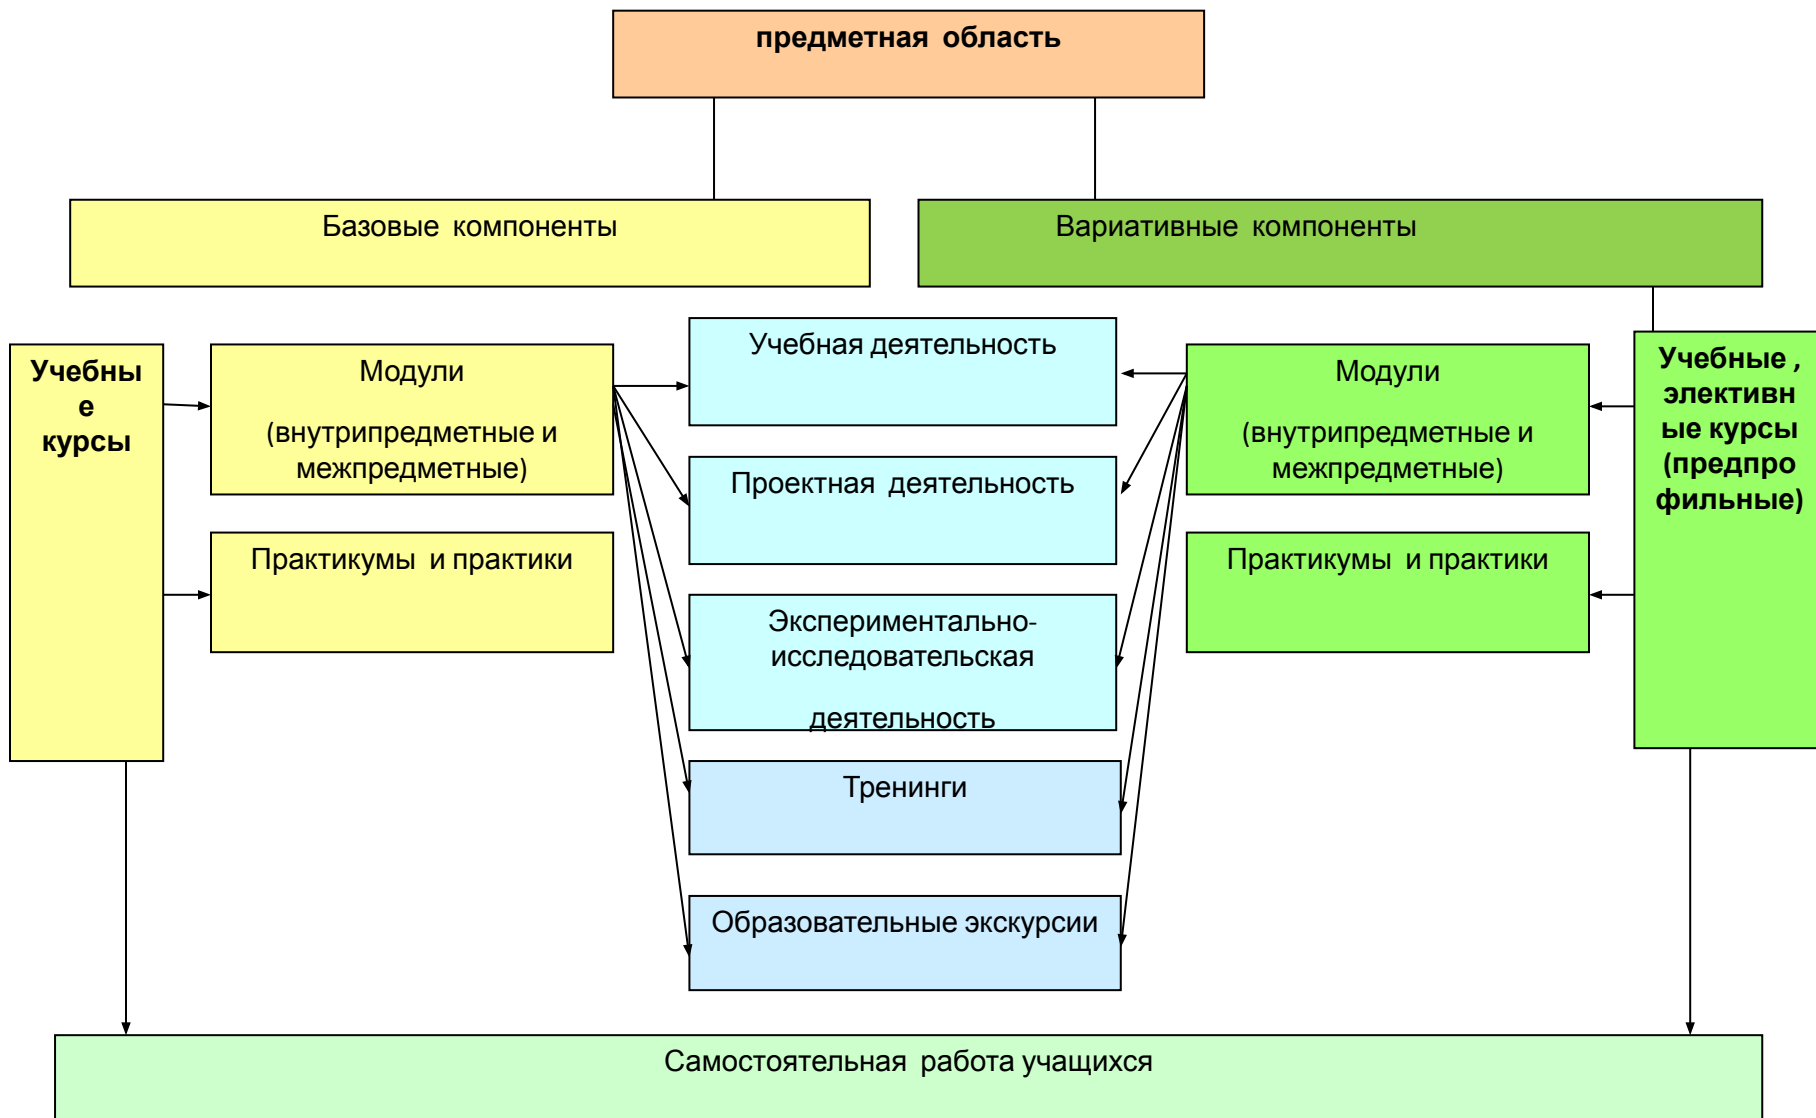 предметная область
Базовые компоненты
Вариативные компоненты
Учебны
е
курсы
Модули
(внутрипредметные и
межпредметные)
Практикумы и практики
Учебная деятельность
Проектная деятельность
Экспериментально-
исследовательская
деятельность
Тренинги
Образовательные экскурсии
Модули
(внутрипредметные и
межпредметные)
Практикумы и практики
Учебные ,
элективн
ые курсы
(предпро
фильные)
Самостоятельная работа учащихся